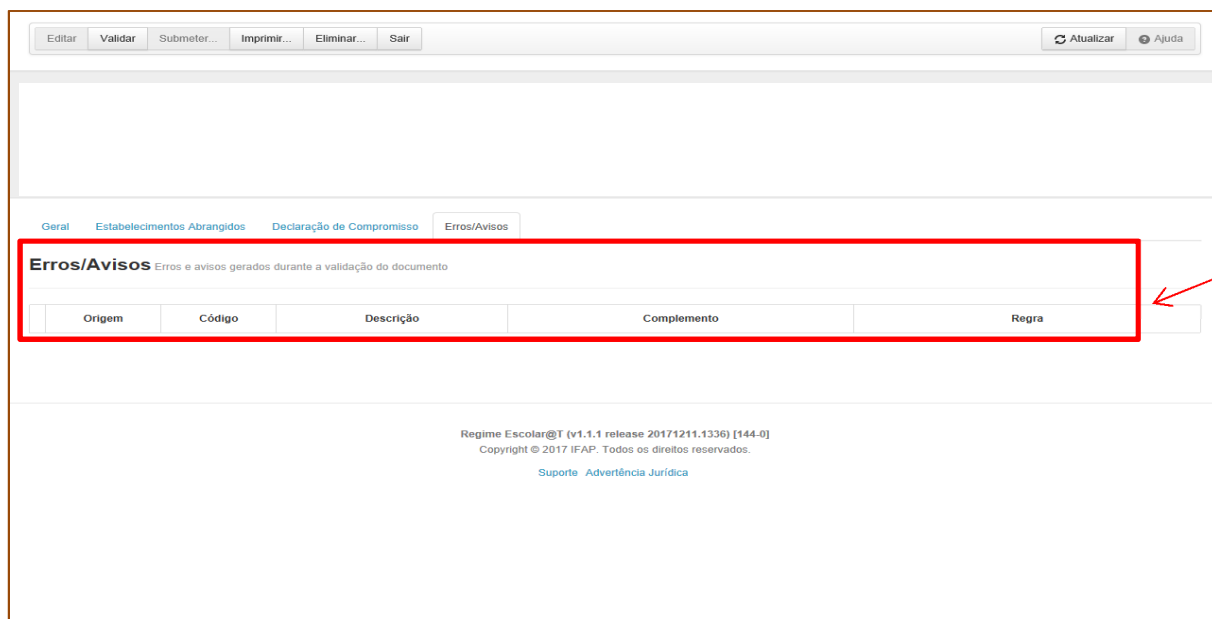 Editar Validar Submeter... Imprimir... Eliminar... Sair Atualizar Ajuda
Geral Estabelecimentos Abrangidos Declaração de Compromisso Erros/Avisos
Erros/Avisos Erros e avisos gerados durante a validação do documento
Origem Código Descrição Complemento Regra
Regime Escolar@T (v1.1.1 release 20171211.1336) [144-0]
Copyright © 2017 IFAP. Todos os direitos reservados.
Suporte Advertência Jurídica